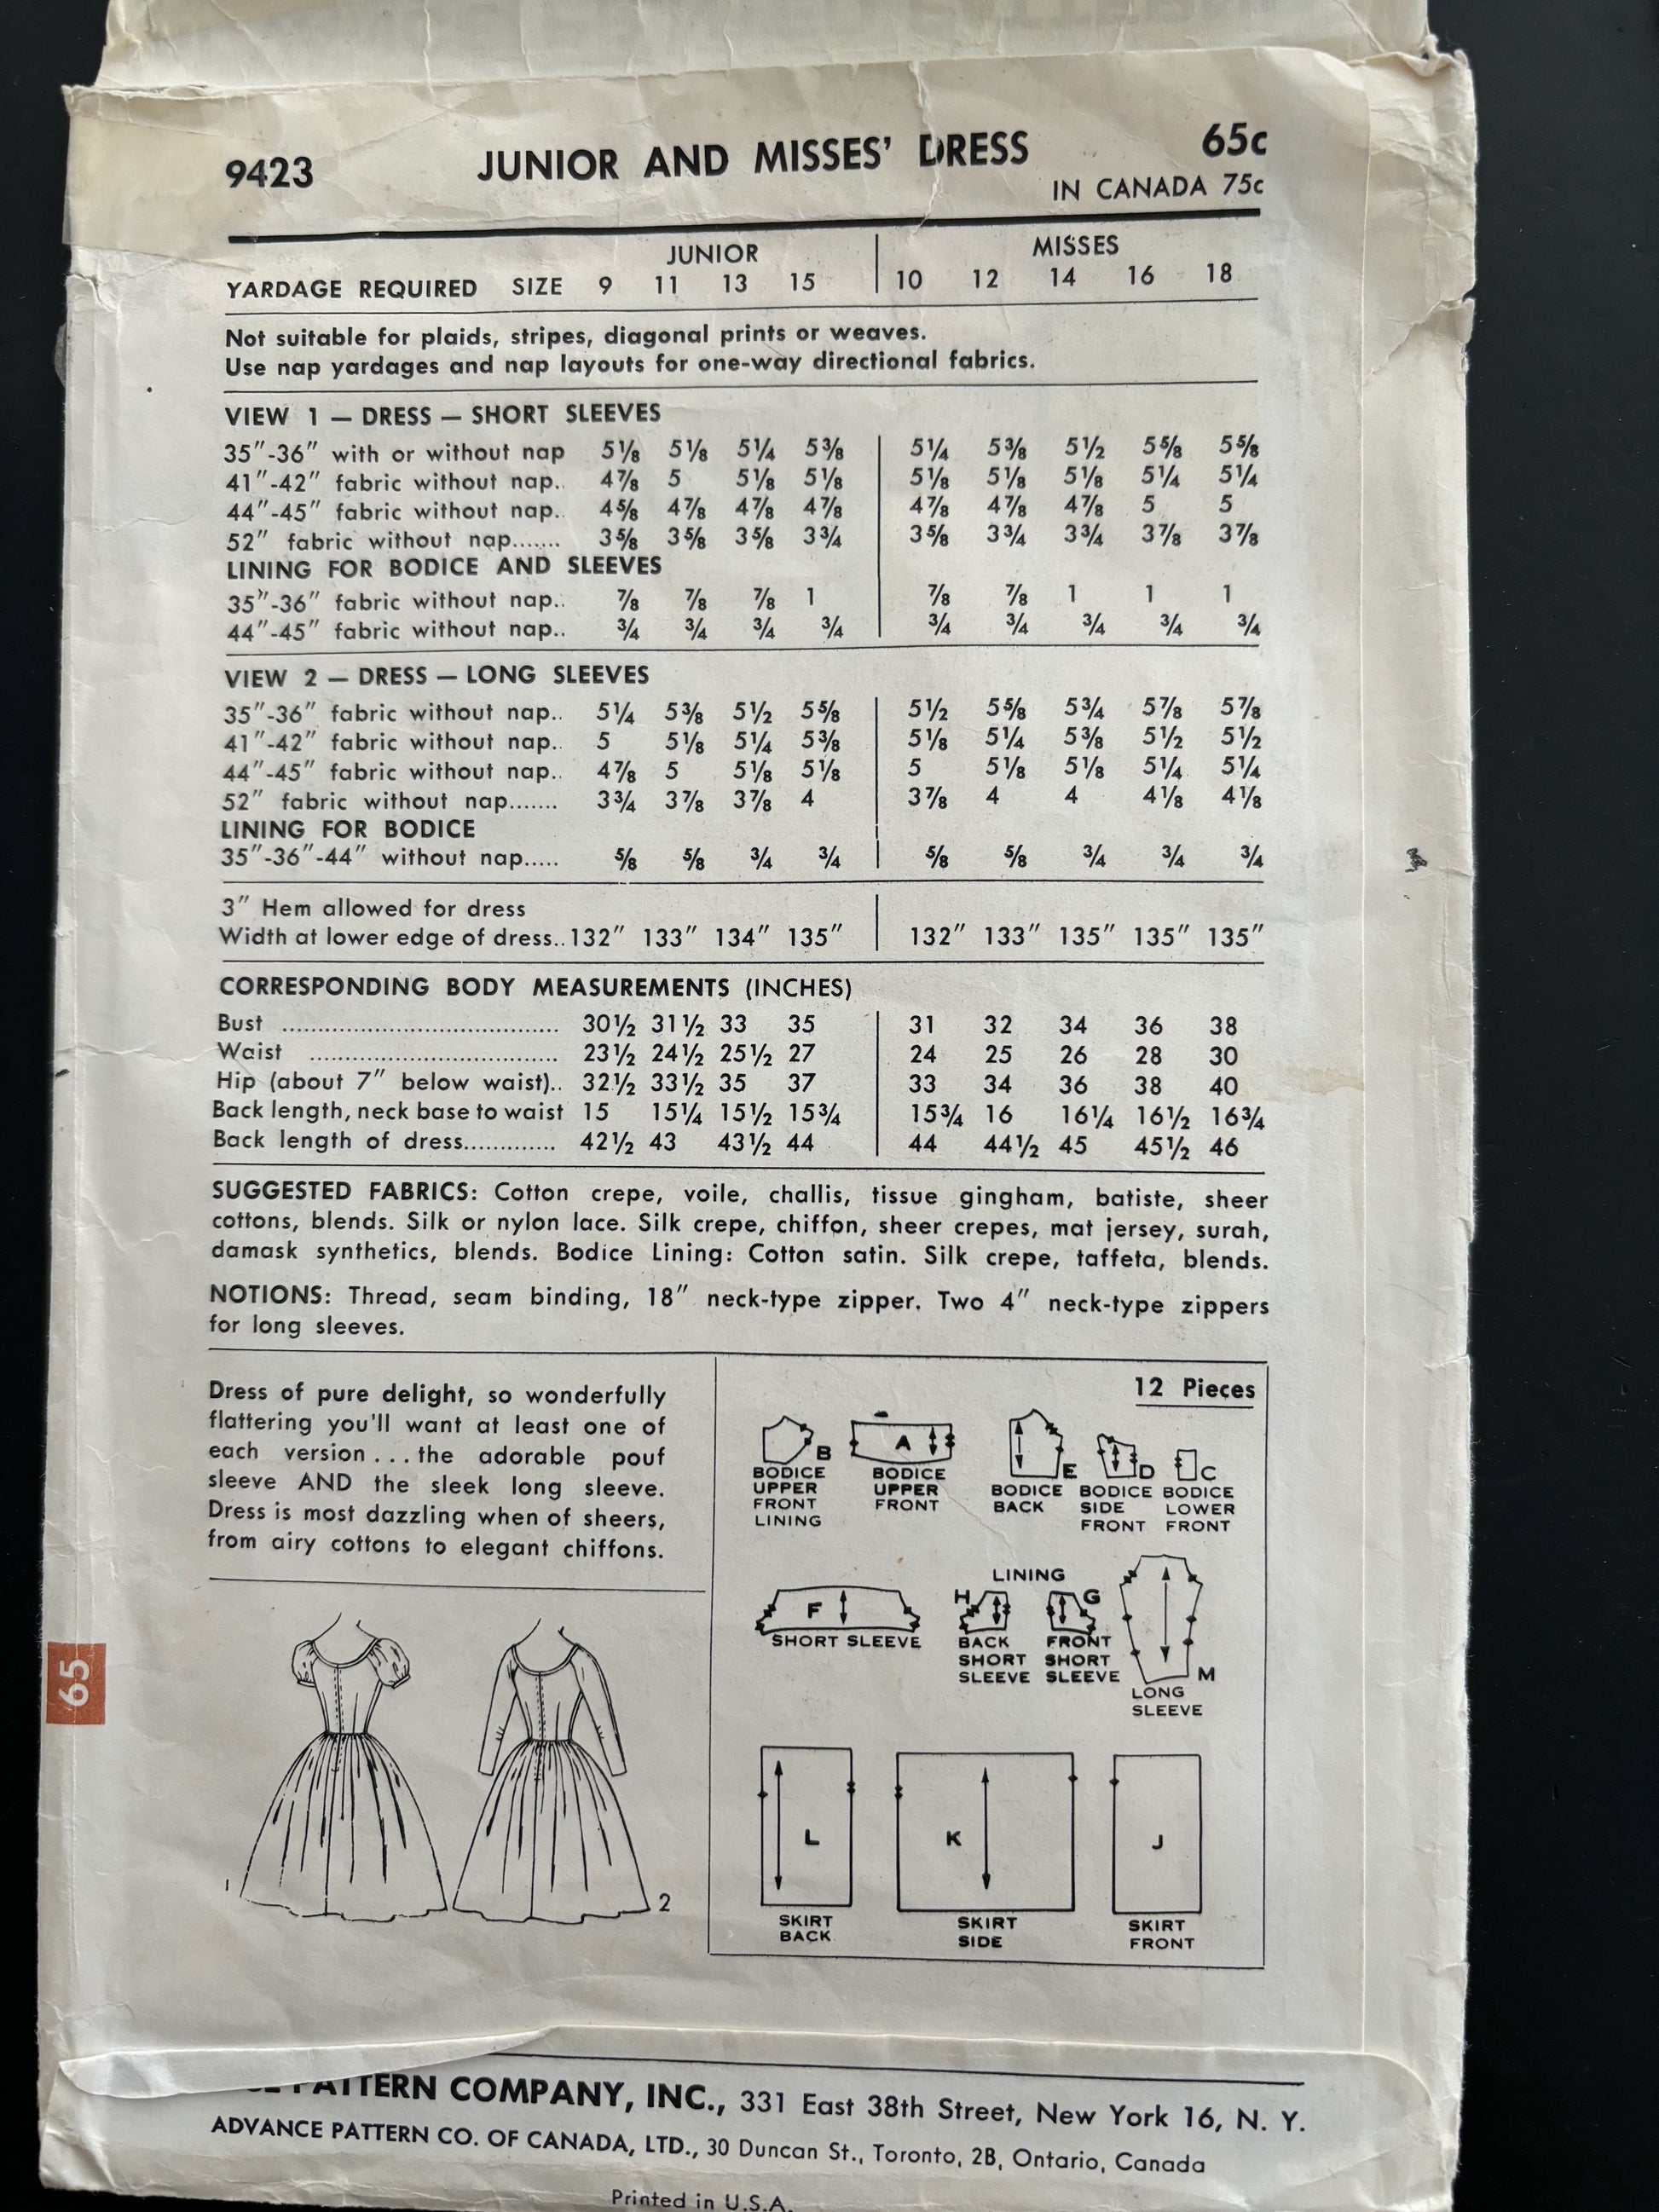 9423 JUNIOR AND MISSES' DRESS 65c
IN CANADA 75c
JUNIOR MISSES
YARDAGE REQUIRED SIZE 9 11 13 15 10 12 14 16 18
Not suitable for plaids, stripes, diagonal prints or weaves.
Use nap yardages and nap layouts for one-way directional fabrics.
VIEW 1 — DRESS — SHORT SLEEVES
35"-36" with or without nap 5⅛ 5⅛ 5¼ 5⅜ 5¼ 5⅜ 5½ 5⅝ 5⅝
41"-42" fabric without nap.. 4⅞ 5 5⅛ 5⅛ 5⅛ 5⅛ 5⅛ 5¼ 5¼
44"-45" fabric without nap.. 4⅝ 4⅞ 4⅞ 4⅞ 4⅞ 4⅞ 4⅞ 5 5
52" fabric without nap....... 3⅝ 3⅝ 3⅝ 3¾ 3⅝ 3¾ 3¾ 3⅞ 3⅞
LINING FOR BODICE AND SLEEVES
35"-36" fabric without nap.. ⅞ ⅞ ⅞ 1 ⅞ ⅞ 1 1 1
44"-45" fabric without nap.. ¾ ¾ ¾ ¾ ¾ ¾ ¾ ¾ ¾
VIEW 2 — DRESS — LONG SLEEVES
35"-36" fabric without nap.. 5¼ 5⅜ 5½ 5⅝ 5½ 5⅝ 5¾ 5⅞ 5⅞
41"-42" fabric without nap.. 5 5⅛ 5¼ 5⅜ 5⅛ 5¼ 5⅜ 5½ 5½
44"-45" fabric without nap.. 4⅞ 5 5⅛ 5⅛ 5 5⅛ 5⅛ 5¼ 5¼
52" fabric without nap....... 3¾ 3⅞ 3⅞ 4 3⅞ 4 4 4⅛ 4⅛
LINING FOR BODICE
35"-36"-44" without nap..... ⅝ ⅝ ¾ ¾ ⅝ ⅝ ¾ ¾ ¾
3" Hem allowed for dress
Width at lower edge of dress.. 132" 133" 134" 135" 132" 133" 135" 135" 135"
CORRESPONDING BODY MEASUREMENTS (INCHES)
Bust ....................................... 30½ 31½ 33 35 31 32 34 36 38
Waist ................................... 23½ 24½ 25½ 27 24 25 26 28 30
Hip (about 7" below waist).. 32½ 33½ 35 37 33 34 36 38 40
Back length, neck base to waist 15 15¼ 15½ 15¾ 15¾ 16 16¼ 16½ 16¾
Back length of dress............. 42½ 43 43½ 44 44 44½ 45 45½ 46
SUGGESTED FABRICS: Cotton crepe, voile, challis, tissue gingham, batiste, sheer
cottons, blends. Silk or nylon lace. Silk crepe, chiffon, sheer crepes, mat jersey, surah,
damask synthetics, blends. Bodice Lining: Cotton satin. Silk crepe, taffeta, blends.
NOTIONS: Thread, seam binding, 18" neck-type zipper. Two 4" neck-type zippers
for long sleeves.
Dress of pure delight, so wonderfully
flattering you'll want at least one of
each version . . . the adorable pouf
sleeve AND the sleek long sleeve.
Dress is most dazzling when of sheers,
from airy cottons to elegant chiffons.
65
1
2
12 Pieces
B A E D C
BODICE UPPER FRONT LINING
BODICE UPPER FRONT
BODICE BACK
BODICE SIDE FRONT
BODICE LOWER FRONT
LINING
F H G M
SHORT SLEEVE
BACK SHORT SLEEVE
FRONT SHORT SLEEVE
LONG SLEEVE
L K J
SKIRT BACK
SKIRT SIDE
SKIRT FRONT
PATTERN COMPANY, INC., 331 East 38th Street, New York 16, N. Y.
ADVANCE PATTERN CO. OF CANADA, LTD., 30 Duncan St., Toronto, 2B, Ontario, Canada
Printed in U.S.A.